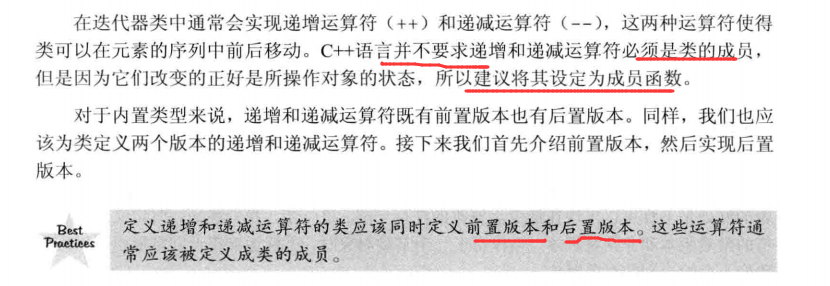 在迭代器类中通常会实现递增运算符（++）和递减运算符（--），这两种运算符使得
类可以在元素的序列中前后移动。C++语言并不要求递增和递减运算符必须是类的成员，
但是因为它们改变的正好是所操作对象的状态，所以建议将其设定为成员函数。
对于内置类型来说，递增和递减运算符既有前置版本也有后置版本。同样，我们也应
该为类定义两个版本的递增和递减运算符。接下来我们首先介绍前置版本，然后实现后置
版本。
Best
Practices
定义递增和递减运算符的类应该同时定义前置版本和后置版本。这些运算符通
常应该被定义成类的成员。